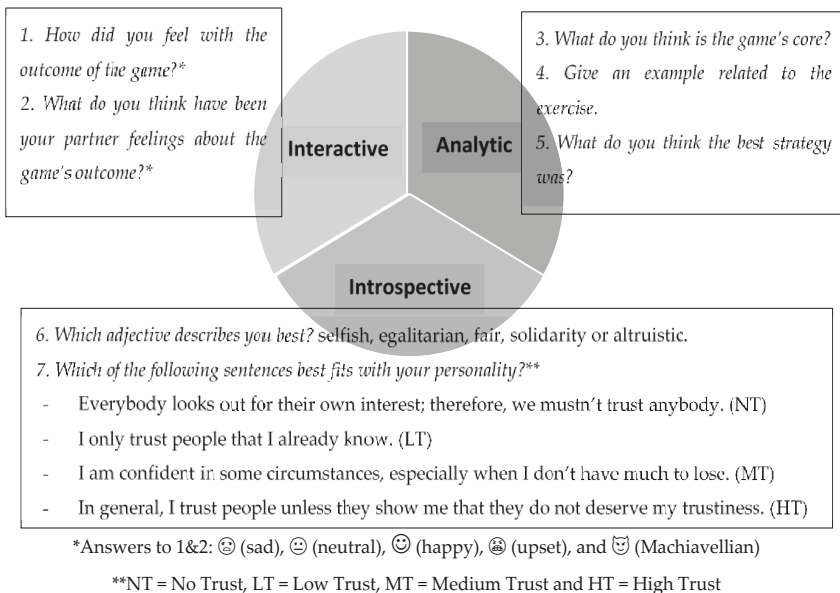 1. How did you feel with the
outcome of the game?*
2. What do you think have been
your partner feelings about the
game's outcome?*
Interactive
Analytic
3. What do you think is the game's core?
4. Give an example related to the
exercise.
5. What do you think the best strategy
was?
Introspective
6. Which adjective describes you best? selfish, egalitarian, fair, solidarity or altruistic.
7. Which of the following sentences best fits with your personality?**
- Everybody looks out for their own interest; therefore, we mustn't trust anybody. (NT)
- I only trust people that I already know. (LT)
- I am confident in some circumstances, especially when I don't have much to lose. (MT)
- In general, I trust people unless they show me that they do not deserve my trustiness. (HT)
*Answers to 1&2: ☹ (sad), 😐 (neutral), ☺ (happy), 😫 (upset), and 😈 (Machiavellian)
**NT = No Trust, LT = Low Trust, MT = Medium Trust and HT = High Trust